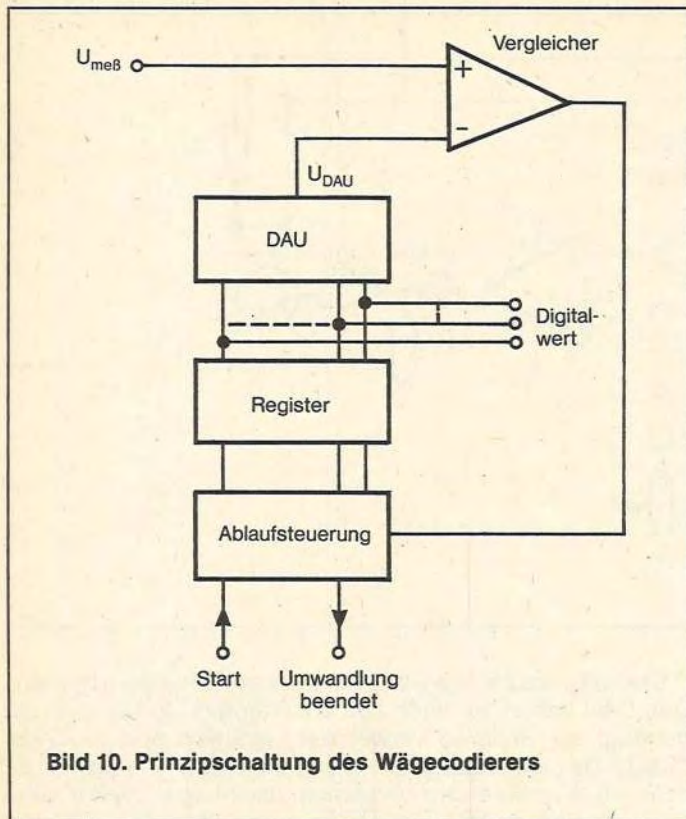 Vergleicher
U_meß
+
-
U_DAU
DAU
Digital-
wert
Register
Ablaufsteuerung
Start
Umwandlung
beendet
Bild 10. Prinzipschaltung des Wägecodierers